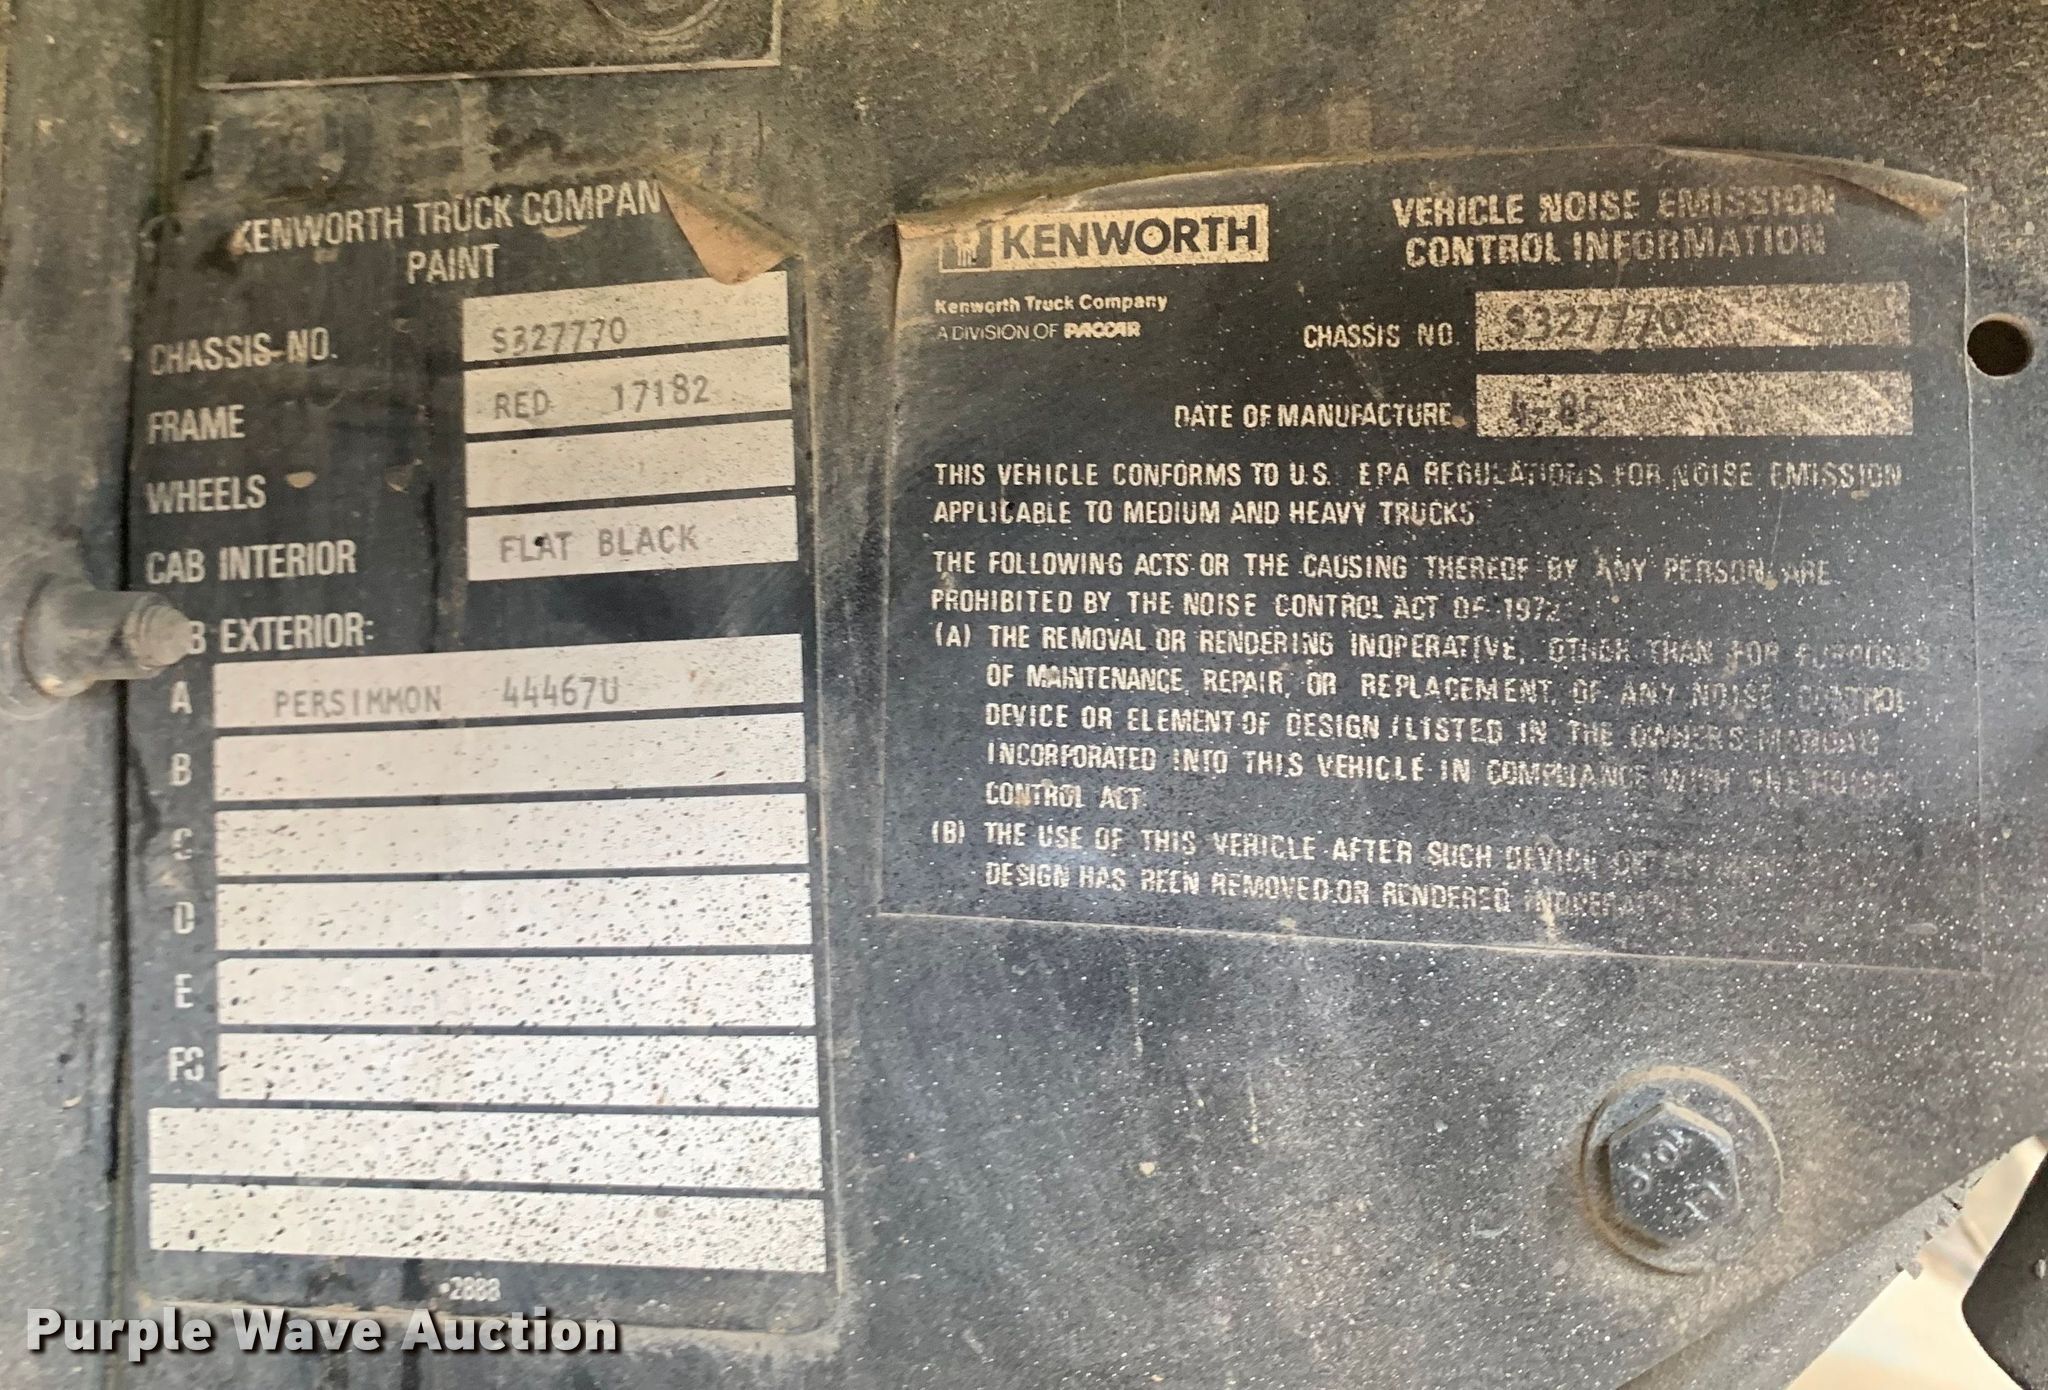 KENWORTH TRUCK COMPAN
PAINT
CHASSIS NO. S327770
FRAME RED 17182
WHEELS
CAB INTERIOR FLAT BLACK
B EXTERIOR:
A PERSIMMON 44467U
B
C
D
E
FC
2888
KENWORTH
Kenworth Truck Company
A DIVISION OF PACCAR
VEHICLE NOISE EMISSION
CONTROL INFORMATION
CHASSIS NO. S327770
DATE OF MANUFACTURE
THIS VEHICLE CONFORMS TO U.S. EPA REGULATIONS FOR NOISE EMISSION
APPLICABLE TO MEDIUM AND HEAVY TRUCKS
THE FOLLOWING ACTS OR THE CAUSING THEREOF BY ANY PERSON ARE
PROHIBITED BY THE NOISE CONTROL ACT OF 1972
(A) THE REMOVAL OR RENDERING INOPERATIVE, OTHER THAN FOR PURPOSES
OF MAINTENANCE, REPAIR, OR REPLACEMENT, OF ANY NOISE CONTROL
DEVICE OR ELEMENT OF DESIGN (LISTED IN THE OWNER'S MANUAL)
INCORPORATED INTO THIS VEHICLE IN COMPLIANCE WITH THE NOISE
CONTROL ACT
(B) THE USE OF THIS VEHICLE AFTER SUCH DEVICE OR
DESIGN HAS BEEN REMOVED OR RENDERED INOPERATIVE
Purple Wave Auction